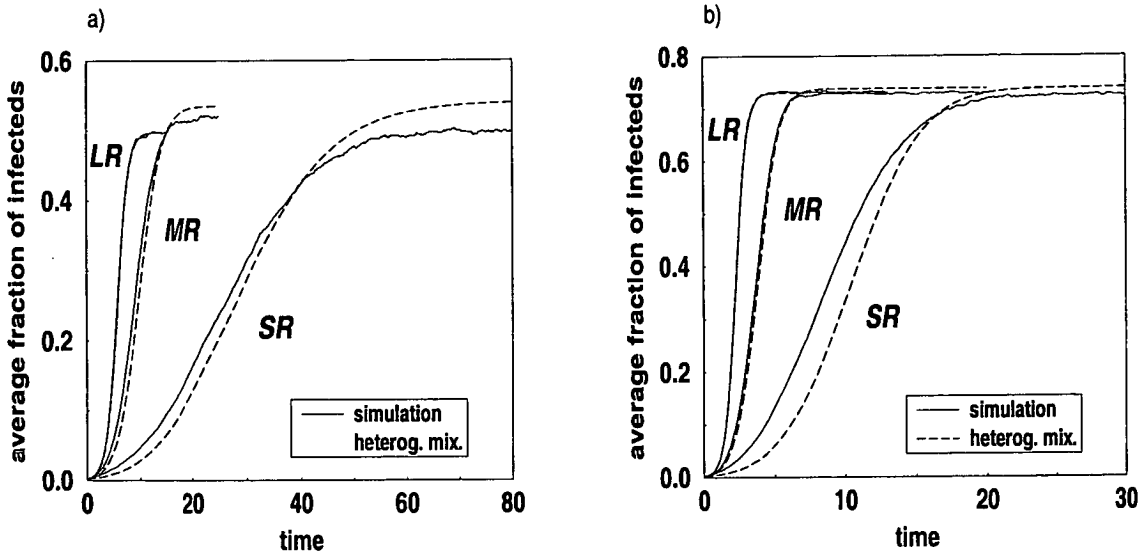 a)
average fraction of infecteds
0.6
0.4
0.2
0.0
LR
MR
SR
simulation
heterog. mix.
0
20
40
60
80
time
b)
average fraction of infecteds
0.8
0.6
0.4
0.2
0.0
LR
MR
SR
simulation
heterog. mix.
0
10
20
30
time